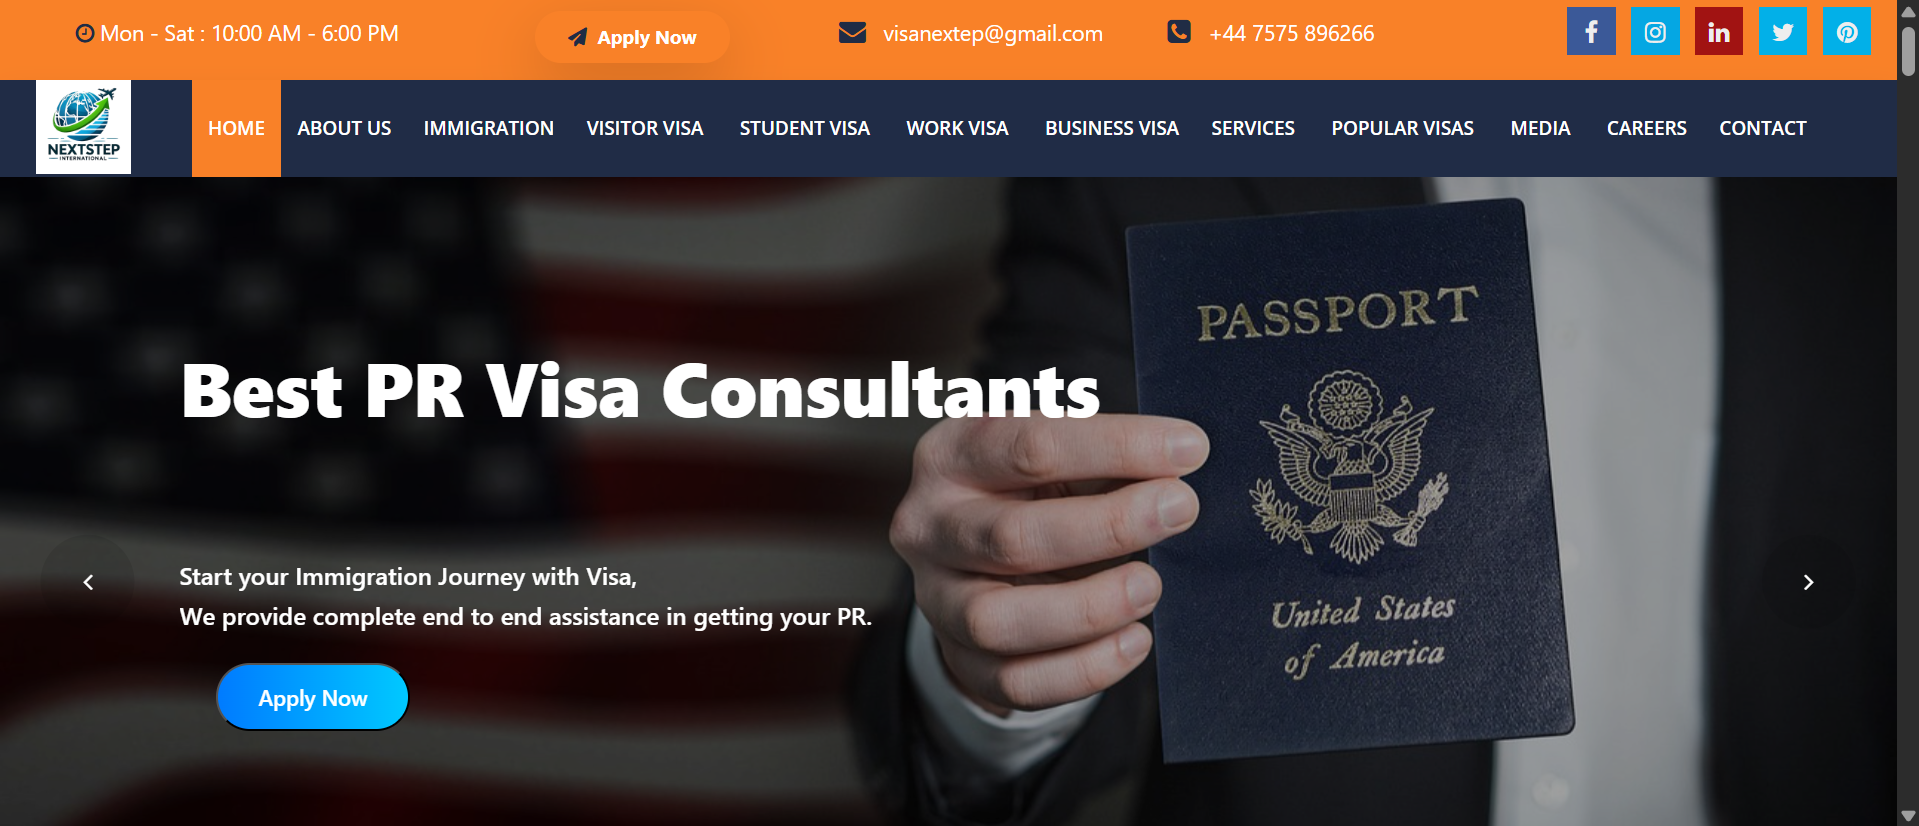 Mon - Sat : 10:00 AM - 6:00 PM
Apply Now
visanextep@gmail.com
+44 7575 896266
NEXTSTEP
INTERNATIONAL
HOME
ABOUT US
IMMIGRATION
VISITOR VISA
STUDENT VISA
WORK VISA
BUSINESS VISA
SERVICES
POPULAR VISAS
MEDIA
CAREERS
CONTACT
Best PR Visa Consultants
Start your Immigration Journey with Visa,
We provide complete end to end assistance in getting your PR.
Apply Now
PASSPORT
United States
of America